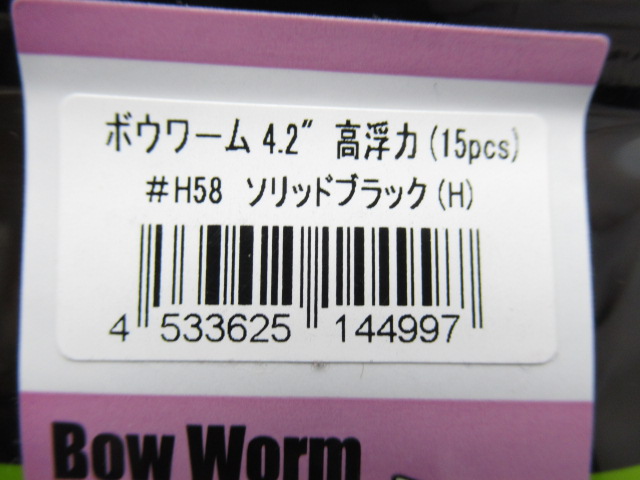 ボウワーム 4.2" 高浮力 (15pcs)
＃H58 ソリッドブラック(H)
4 533625 144997
Bow Worm